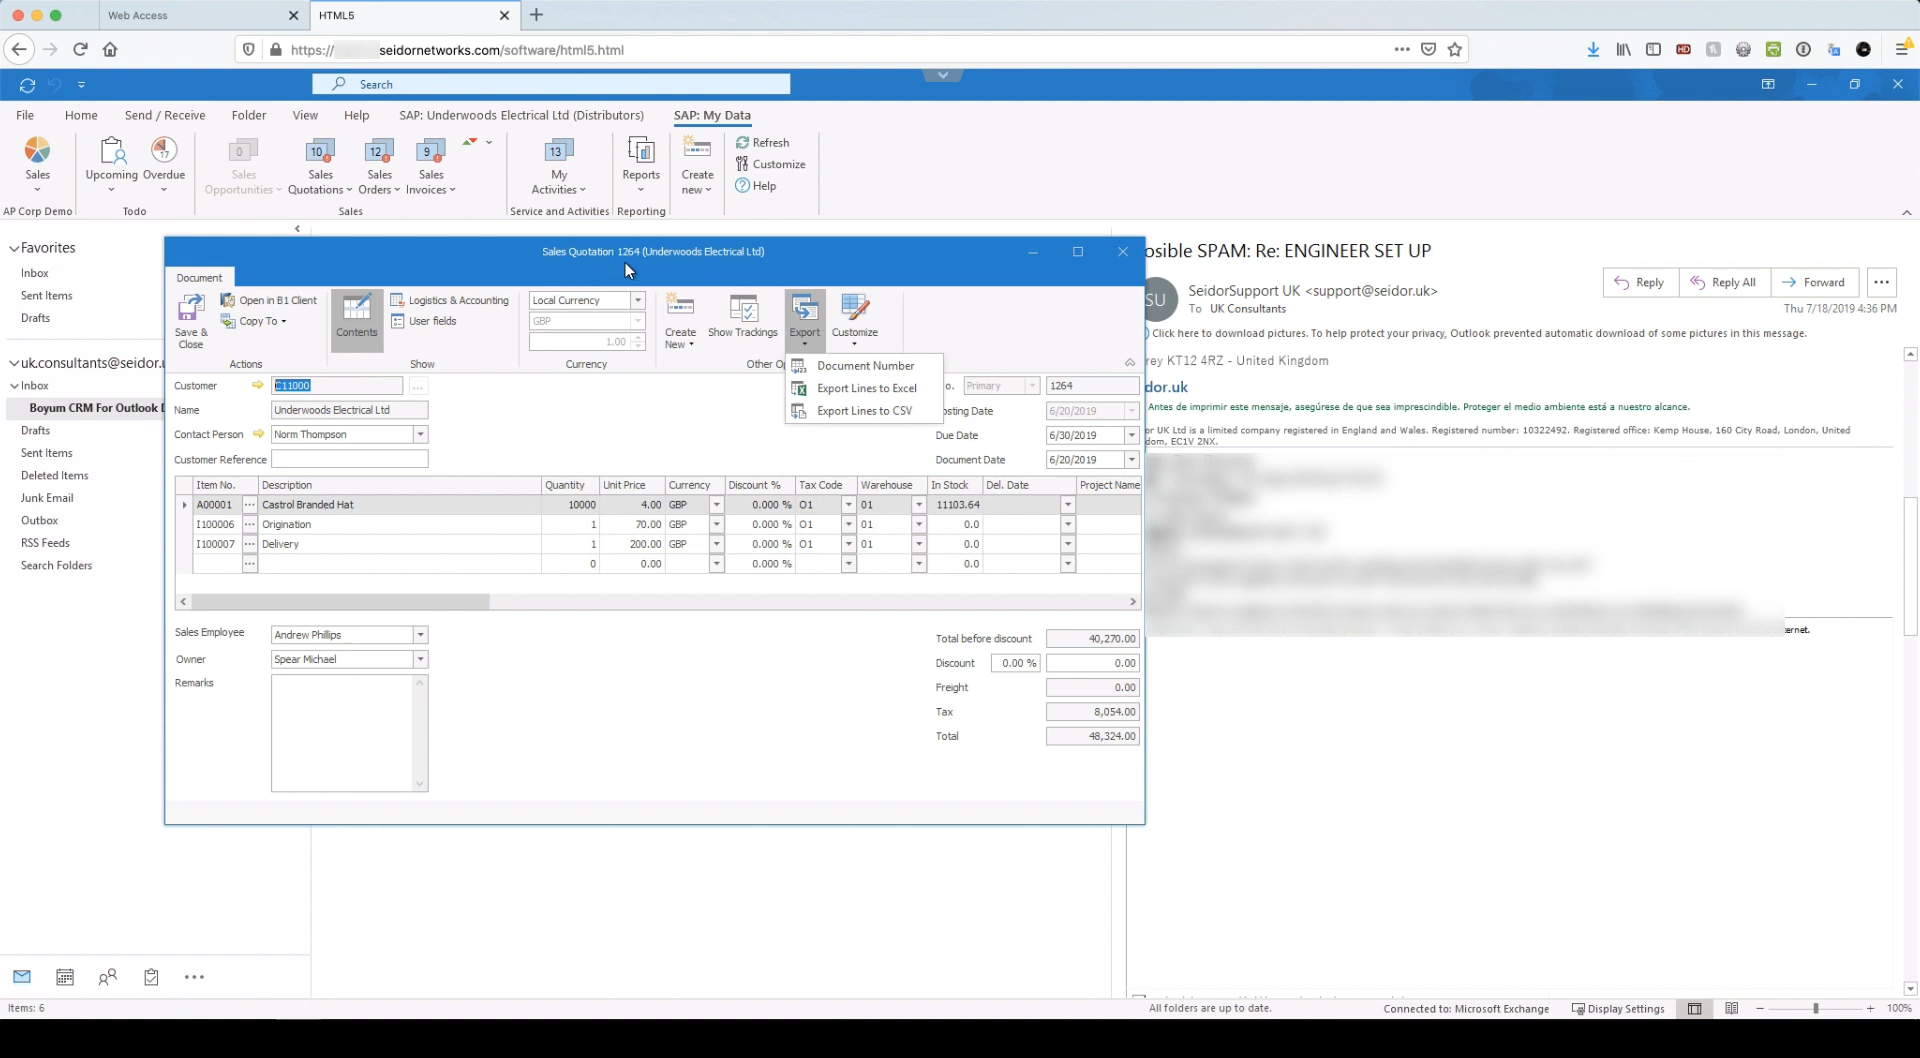 Web Access
HTML5
https:// seidornetworks.com/software/html5.html
Search
File Home Send / Receive Folder View Help SAP: Underwoods Electrical Ltd (Distributors) SAP: My Data
Sales
AP Corp Demo
Upcoming
17
Overdue
Todo
0
Sales Opportunities
10
Sales Quotations
12
Sales Orders
9
Sales Invoices
Sales
13
My Activities
Service and Activities
Reports
Reporting
Create new
Refresh
Customize
Help
Favorites
Inbox
Sent Items
Drafts
uk.consultants@seidor.
Inbox
Boyum CRM For Outlook
Drafts
Sent Items
Deleted Items
Junk Email
Outbox
RSS Feeds
Search Folders
Sales Quotation 1264 (Underwoods Electrical Ltd)
Document
Save & Close
Open in B1 Client
Copy To
Actions
Contents
Logistics & Accounting
User fields
Show
Local Currency
GBP
1.00
Currency
Create New
Show Trackings
Export
Customize
Other Op
Document Number
Export Lines to Excel
Export Lines to CSV
Customer C11000 ...
Name Underwoods Electrical Ltd
Contact Person Norm Thompson
Customer Reference
o. Primary 1264
osting Date 6/20/2019
Due Date 6/30/2019
Document Date 6/20/2019
Item No. Description Quantity Unit Price Currency Discount % Tax Code Warehouse In Stock Del. Date Project Name
A00001 ... Castrol Branded Hat 10000 4.00 GBP 0.000 % O1 01 11103.64
I100006 ... Origination 1 70.00 GBP 0.000 % O1 01 0.0
I100007 ... Delivery 1 200.00 GBP 0.000 % O1 01 0.0
... 0 0.00 0.000 % 0.0
Sales Employee Andrew Phillips
Owner Spear Michael
Remarks
Total before discount 40,270.00
Discount 0.00 % 0.00
Freight 0.00
Tax 8,054.00
Total 48,324.00
osible SPAM: Re: ENGINEER SET UP
SU
SeidorSupport UK <support@seidor.uk>
To UK Consultants
Reply Reply All Forward ...
Thu 7/18/2019 4:36 PM
Click here to download pictures. To help protect your privacy, Outlook prevented automatic download of some pictures in this message.
rey KT12 4RZ - United Kingdom
dor.uk
Antes de imprimir este mensaje, asegúrese de que sea imprescindible. Proteger el medio ambiente está a nuestro alcance.
or UK Ltd is a limited company registered in England and Wales. Registered number: 10322492. Registered office: Kemp House, 160 City Road, London, United
dom, EC1V 2NX.
ernet.
Items: 6
All folders are up to date. Connected to: Microsoft Exchange Display Settings 100%